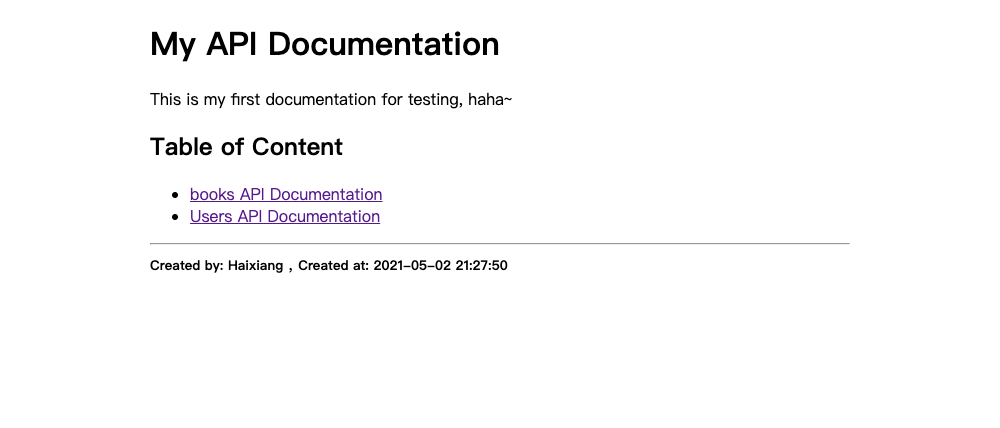 My API Documentation
This is my first documentation for testing, haha~
Table of Content
books API Documentation
Users API Documentation
Created by: Haixiang , Created at: 2021-05-02 21:27:50